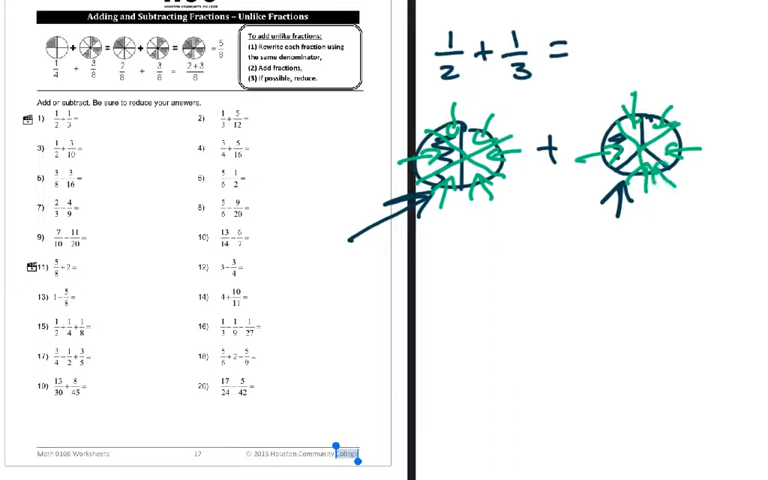 HOUSTON COMMUNITY COLLEGE
Adding and Subtracting Fractions – Unlike Fractions
1/4 + 3/8 = 2/8 + 3/8 = (2+3)/8 = 5/8
To add unlike fractions:
(1) Rewrite each fraction using
the same denominator,
(2) Add fractions,
(3) If possible, reduce.
Add or subtract. Be sure to reduce your answers.
1) 1/2 + 1/3 =
2) 1/3 + 5/12 =
3) 1/2 + 3/10 =
4) 3/4 + 5/16 =
5) 3/8 - 3/16 =
6) 5/6 - 1/2 =
7) 2/3 - 4/9 =
8) 5/6 - 9/20 =
9) 7/10 - 11/20 =
10) 13/14 - 6/7 =
11) 5/8 + 2 =
12) 3 - 3/4 =
13) 1 - 5/8 =
14) 4 + 10/11 =
15) 1/2 + 1/4 + 1/8 =
16) 1/3 - 1/9 - 1/27 =
17) 3/4 - 1/2 + 3/5 =
18) 5/6 + 2 - 5/9 =
19) 13/30 + 8/45 =
20) 17/24 - 5/42 =
Math 0106 Worksheets 17 © 2015 Houston Community College
1/2 + 1/3 =
+